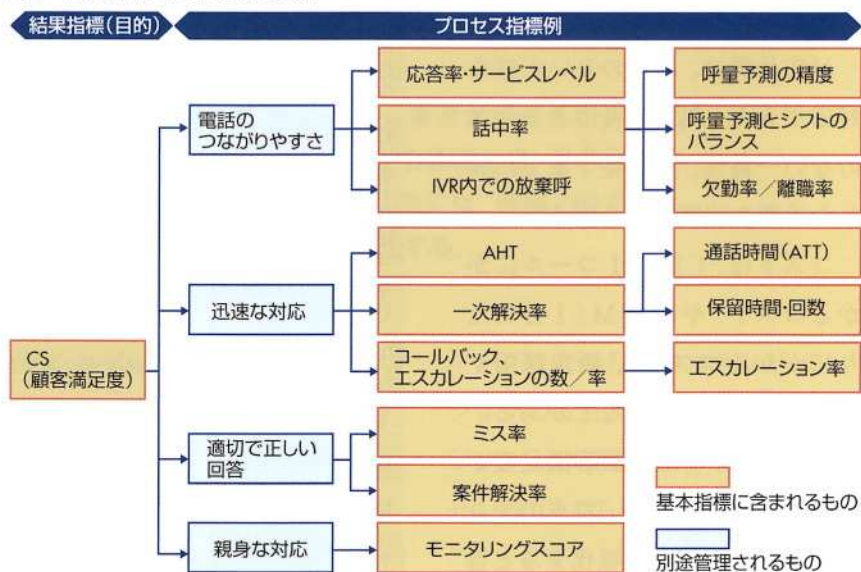 結果指標(目的)
プロセス指標例
電話の
つながりやすさ
応答率・サービスレベル
話中率
IVR内での放棄呼
呼量予測の精度
呼量予測とシフトの
バランス
欠勤率/離職率
迅速な対応
AHT
一次解決率
コールバック、
エスカレーションの数/率
通話時間(ATT)
保留時間・回数
エスカレーション率
CS
(顧客満足度)
適切で正しい
回答
ミス率
案件解決率
親身な対応
モニタリングスコア
基本指標に含まれるもの
別途管理されるもの